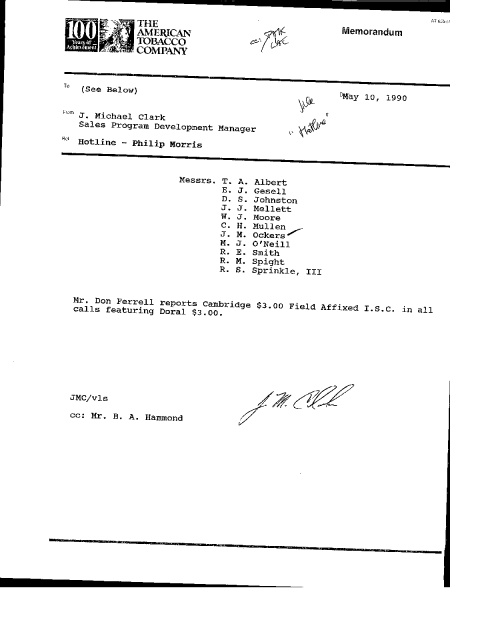 100
Years of
Achievement
THE
AMERICAN
TOBACCO
COMPANY
cc:
Memorandum
To (See Below)
May 10, 1990
File
"Hotline"
From J. Michael Clark
Sales Program Development Manager
Re: Hotline - Philip Morris
Messrs. T. A. Albert
E. J. Gesell
D. S. Johnston
J. J. Mellett
W. J. Moore
C. H. Mullen
J. M. Ockers
M. J. O'Neill
R. E. Smith
R. M. Spight
R. S. Sprinkle, III
Mr. Don Ferrell reports Cambridge $3.00 Field Affixed I.S.C. in all
calls featuring Doral $3.00.
JMC/vls
J. M. Clark
cc: Mr. B. A. Hammond